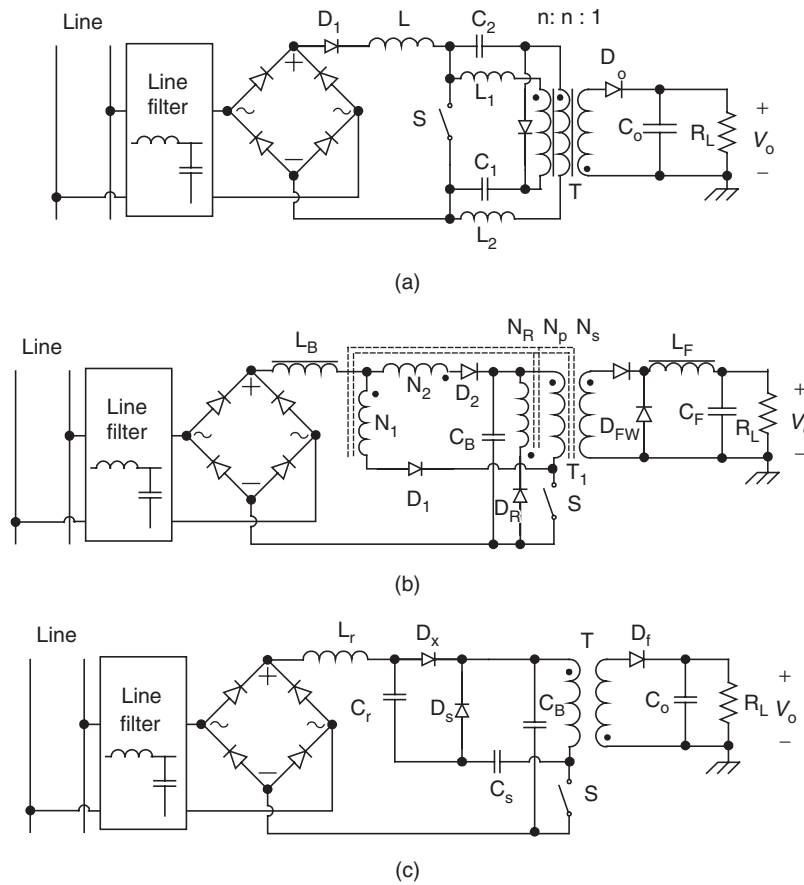 Line
D1
L
C2
n: n : 1
Line
filter
+
~
~
−
S
L1
C1
L2
T
Do
Co
RL
+
Vo
−
(a)
Line
LB
NR Np Ns
LF
Line
filter
+
~
~
−
N1
N2
D2
D1
CB
DR
T1
S
DFW
CF
RL
+
V
−
(b)
Line
Lr
Dx
T
Df
Line
filter
+
~
~
−
Cr
Ds
Cs
CB
S
Co
RL
+
Vo
−
(c)